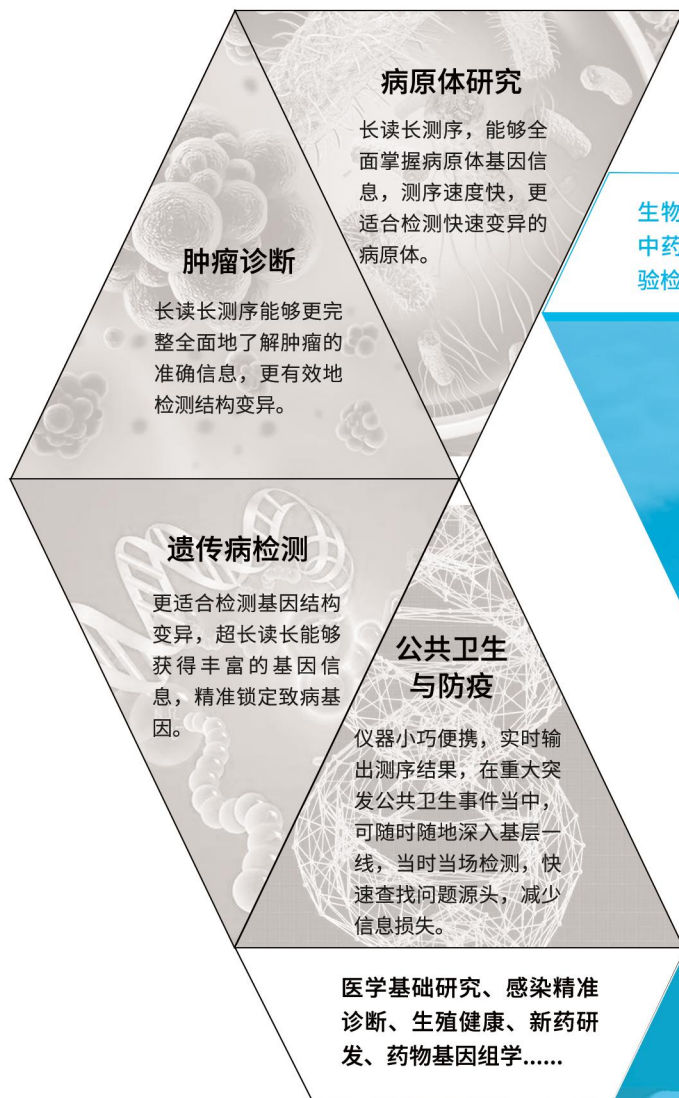 病原体研究
长读长测序，能够全
面掌握病原体基因信
息，测序速度快，更
适合检测快速变异的
病原体。
生物
中药
验检
肿瘤诊断
长读长测序能够更完
整全面地了解肿瘤的
准确信息，更有效地
检测结构变异。
遗传病检测
更适合检测基因结构
变异，超长读长能够
获得丰富的基因信
息，精准锁定致病基
因。
公共卫生
与防疫
仪器小巧便携，实时输
出测序结果，在重大突
发公共卫生事件当中，
可随时随地深入基层一
线，当时当场检测，快
速查找问题源头，减少
信息损失。
医学基础研究、感染精准
诊断、生殖健康、新药研
发、药物基因组学......